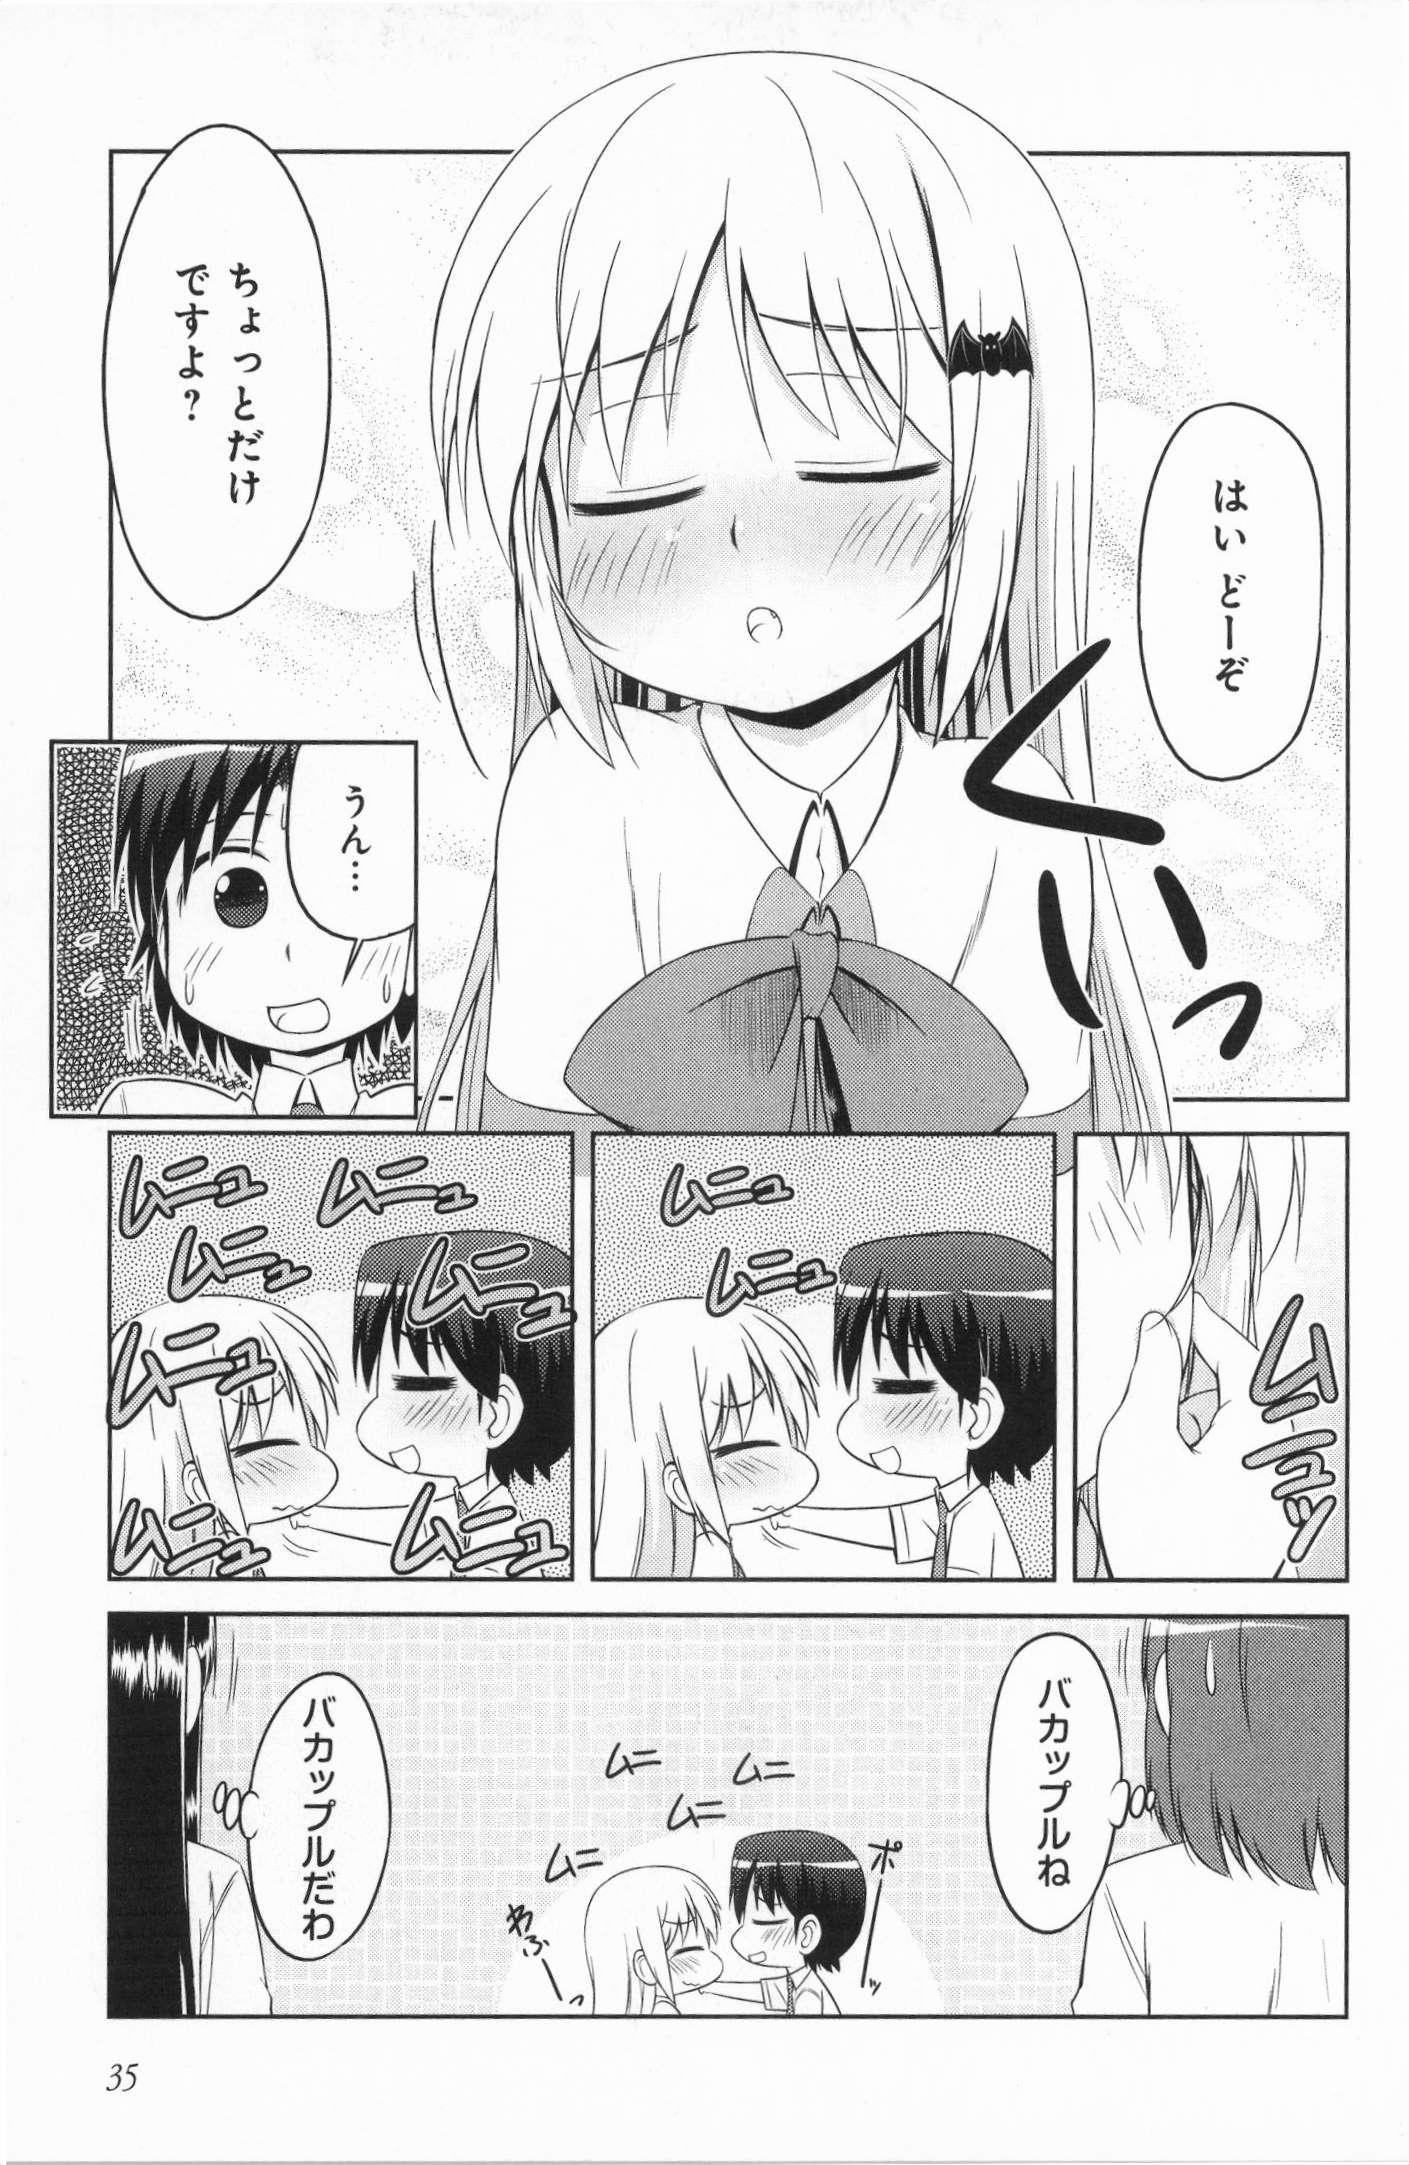 はい どーぞ
くいっ
ちょっとだけ
ですよ？
うん…
ムニュッ
ムニュ
ムニュ
ムニュ
ムニュ
ムニュ
ムニュ
ムニュ
ムニュ
バカップルね
ムニ
ムニ
ムニ
ムニ
ポーッ
わふーっ
バカップルだわ
35